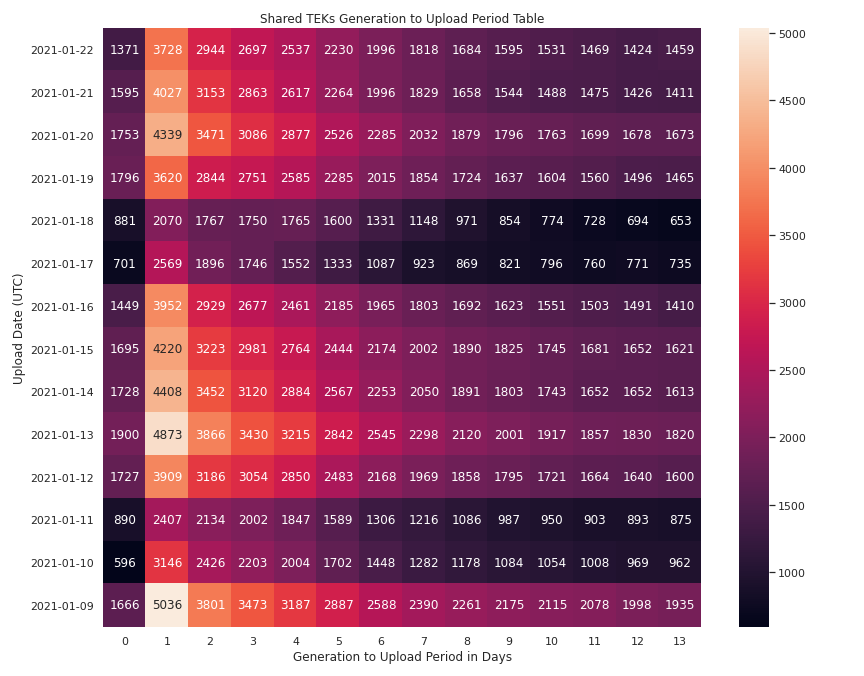 Shared TEKs Generation to Upload Period Table
2021-01-22 1371 3728 2944 2697 2537 2230 1996 1818 1684 1595 1531 1469 1424 1459
2021-01-21 1595 4027 3153 2863 2617 2264 1996 1829 1658 1544 1488 1475 1426 1411
2021-01-20 1753 4339 3471 3086 2877 2526 2285 2032 1879 1796 1763 1699 1678 1673
2021-01-19 1796 3620 2844 2751 2585 2285 2015 1854 1724 1637 1604 1560 1496 1465
2021-01-18 881 2070 1767 1750 1765 1600 1331 1148 971 854 774 728 694 653
2021-01-17 701 2569 1896 1746 1552 1333 1087 923 869 821 796 760 771 735
2021-01-16 1449 3952 2929 2677 2461 2185 1965 1803 1692 1623 1551 1503 1491 1410
2021-01-15 1695 4220 3223 2981 2764 2444 2174 2002 1890 1825 1745 1681 1652 1621
2021-01-14 1728 4408 3452 3120 2884 2567 2253 2050 1891 1803 1743 1652 1652 1613
2021-01-13 1900 4873 3866 3430 3215 2842 2545 2298 2120 2001 1917 1857 1830 1820
2021-01-12 1727 3909 3186 3054 2850 2483 2168 1969 1858 1795 1721 1664 1640 1600
2021-01-11 890 2407 2134 2002 1847 1589 1306 1216 1086 987 950 903 893 875
2021-01-10 596 3146 2426 2203 2004 1702 1448 1282 1178 1084 1054 1008 969 962
2021-01-09 1666 5036 3801 3473 3187 2887 2588 2390 2261 2175 2115 2078 1998 1935
0 1 2 3 4 5 6 7 8 9 10 11 12 13
Generation to Upload Period in Days
Upload Date (UTC)
5000
4500
4000
3500
3000
2500
2000
1500
1000